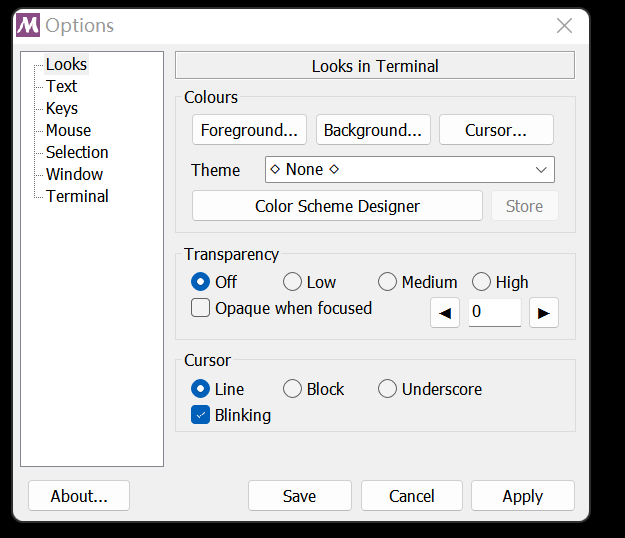 Options
Looks
Text
Keys
Mouse
Selection
Window
Terminal
Looks in Terminal
Colours
Foreground... Background... Cursor...
Theme ◇ None ◇
Color Scheme Designer Store
Transparency
Off Low Medium High
Opaque when focused 0
Cursor
Line Block Underscore
Blinking
About... Save Cancel Apply